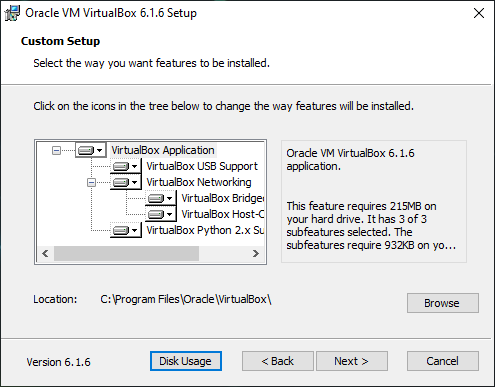 Oracle VM VirtualBox 6.1.6 Setup
Custom Setup
Select the way you want features to be installed.
Click on the icons in the tree below to change the way features will be installed.
VirtualBox Application
VirtualBox USB Support
VirtualBox Networking
VirtualBox Bridge
VirtualBox Host-C
VirtualBox Python 2.x Su
Oracle VM VirtualBox 6.1.6
application.
This feature requires 215MB on
your hard drive. It has 3 of 3
subfeatures selected. The
subfeatures require 932KB on yo...
Location: C:\Program Files\Oracle\VirtualBox\
Browse
Version 6.1.6
Disk Usage
< Back
Next >
Cancel